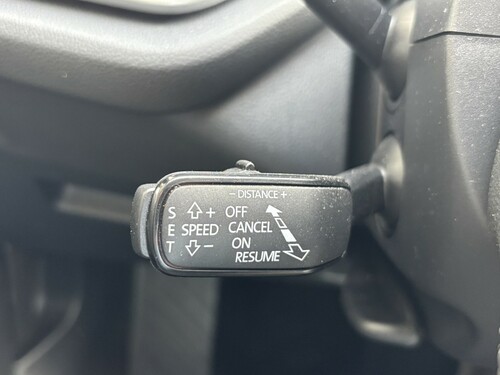 − DISTANCE +
S + OFF
E SPEED CANCEL
T − ON
RESUME